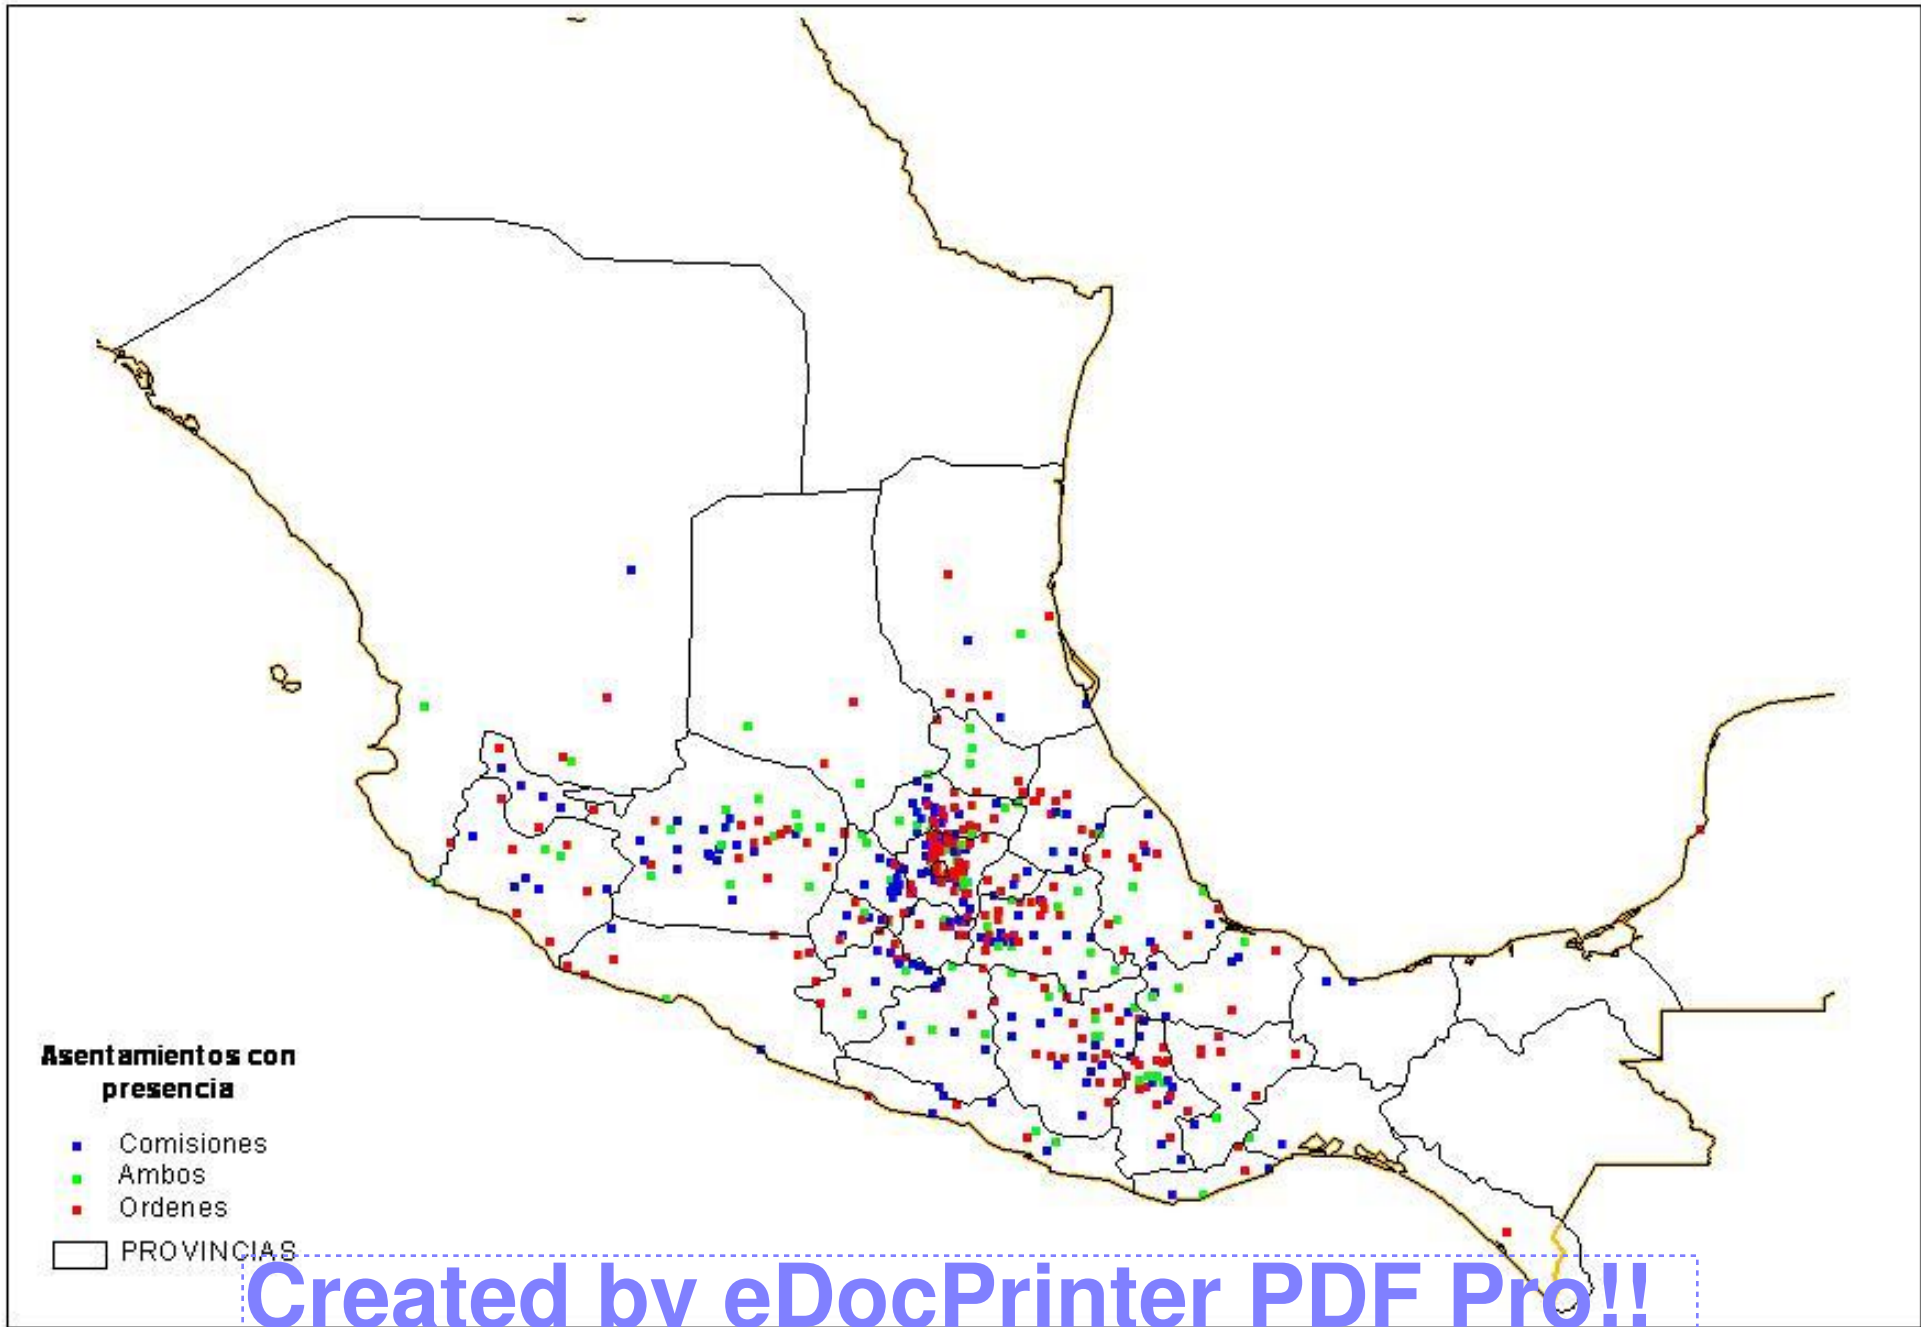 Asentamientos con
presencia
Comisiones
Ambos
Ordenes
PROVINCIAS
Created by eDocPrinter PDF Pro!!